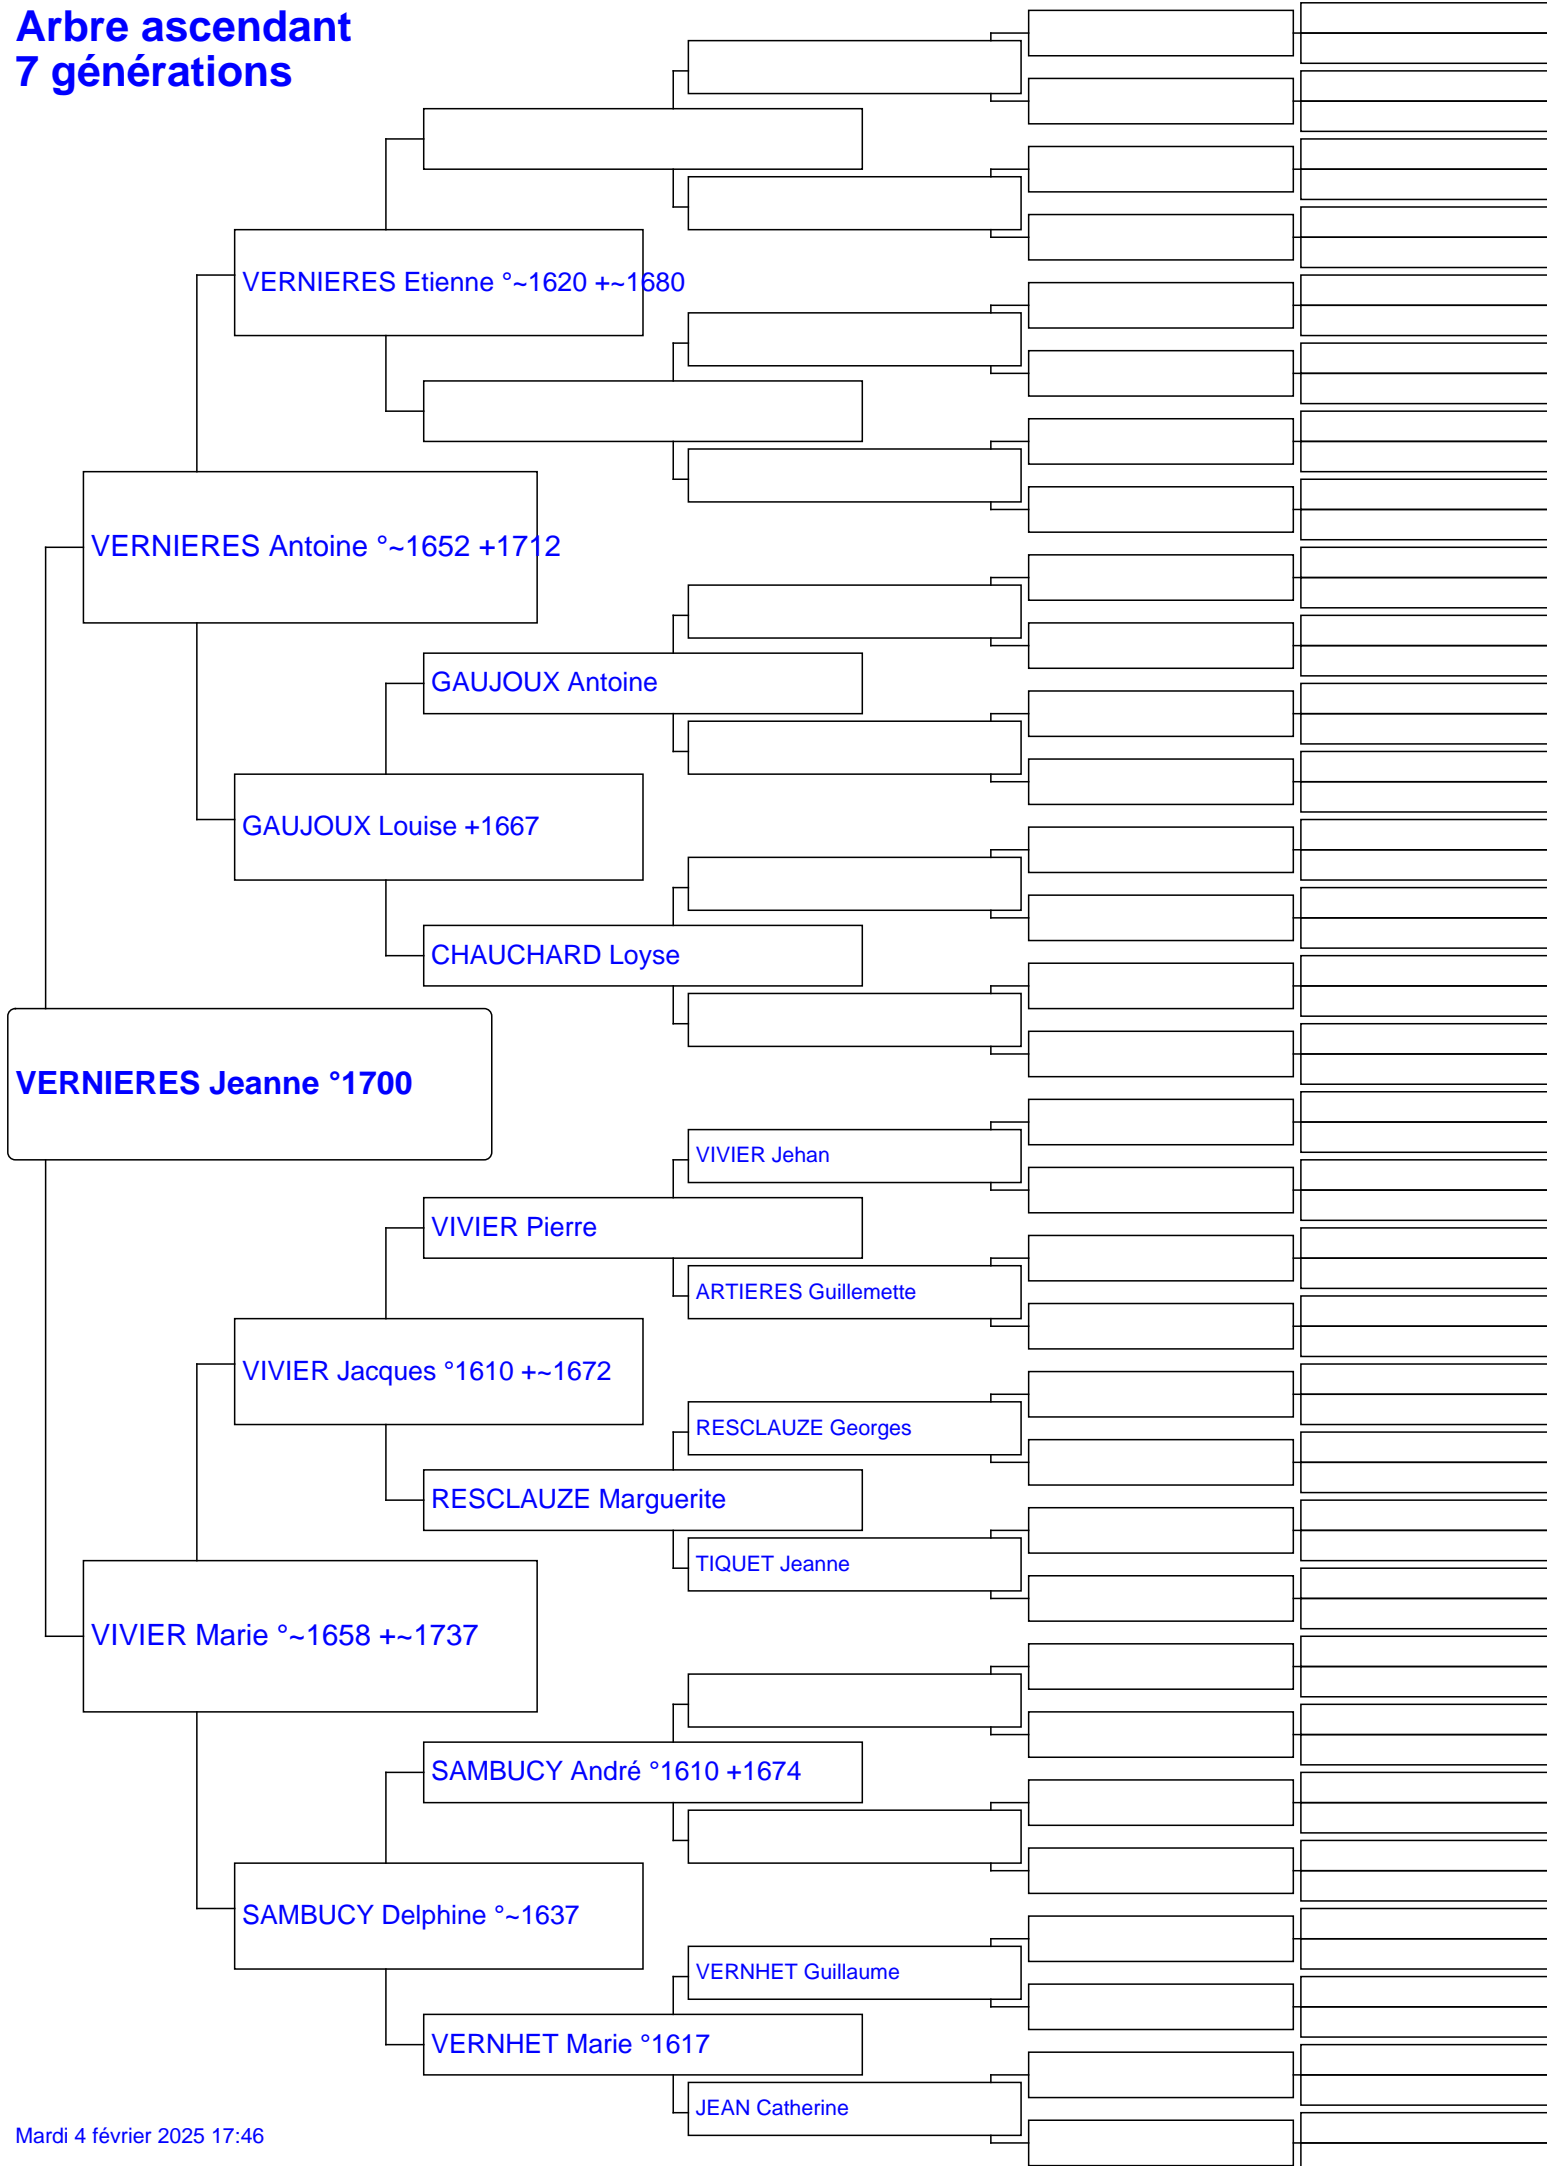 Arbre ascendant
7 générations
VERNIERES Etienne °~1620 +~1680
VERNIERES Antoine °~1652 +1712
GAUJOUX Antoine
GAUJOUX Louise +1667
CHAUCHARD Loyse
VERNIERES Jeanne °1700
VIVIER Jehan
VIVIER Pierre
ARTIERES Guillemette
VIVIER Jacques °1610 +~1672
RESCLAUZE Georges
RESCLAUZE Marguerite
TIQUET Jeanne
VIVIER Marie °~1658 +~1737
SAMBUCY André °1610 +1674
SAMBUCY Delphine °~1637
VERNHET Guillaume
VERNHET Marie °1617
JEAN Catherine
Mardi 4 février 2025 17:46